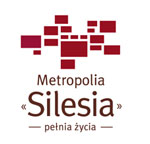 Metropolia
«Silesia»
— pełnia życia —